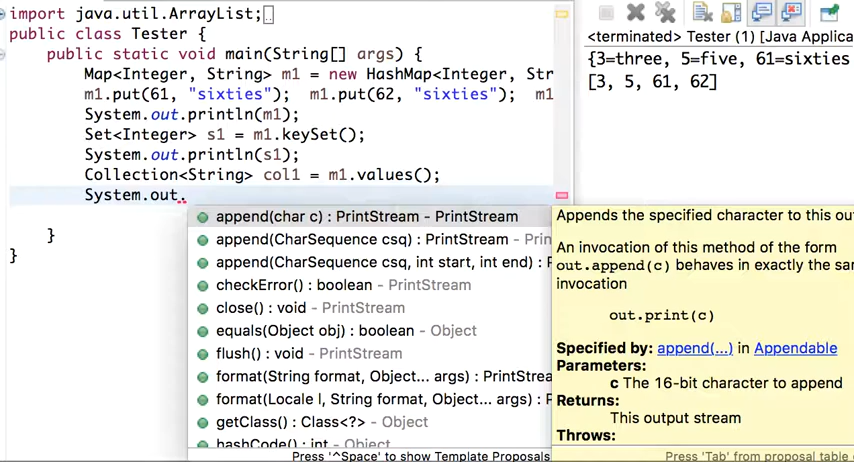 import java.util.ArrayList;
public class Tester {
public static void main(String[] args) {
Map<Integer, String> m1 = new HashMap<Integer, Str
m1.put(61, "sixties");  m1.put(62, "sixties");  m1
System.out.println(m1);
Set<Integer> s1 = m1.keySet();
System.out.println(s1);
Collection<String> col1 = m1.values();
System.out.
}
}
<terminated> Tester (1) [Java Applica
{3=three, 5=five, 61=sixties
[3, 5, 61, 62]
append(char c) : PrintStream - PrintStream
append(CharSequence csq) : PrintStream - Prin
append(CharSequence csq, int start, int end) : P
checkError() : boolean - PrintStream
close() : void - PrintStream
equals(Object obj) : boolean - Object
flush() : void - PrintStream
format(String format, Object... args) : PrintStrea
format(Locale l, String format, Object... args) : P
getClass() : Class<?> - Object
hashCode() : int - Object
Press '^Space' to show Template Proposals
Appends the specified character to this out
An invocation of this method of the form
out.append(c) behaves in exactly the sa
invocation
out.print(c)
Specified by: append(...) in Appendable
Parameters:
c The 16-bit character to append
Returns:
This output stream
Throws:
Press 'Tab' from proposal table